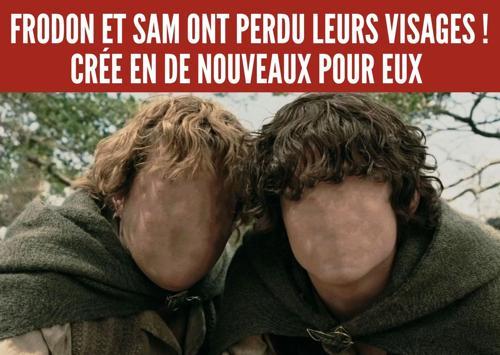 FRODON ET SAM ONT PERDU LEURS VISAGES !
CRÉE EN DE NOUVEAUX POUR EUX